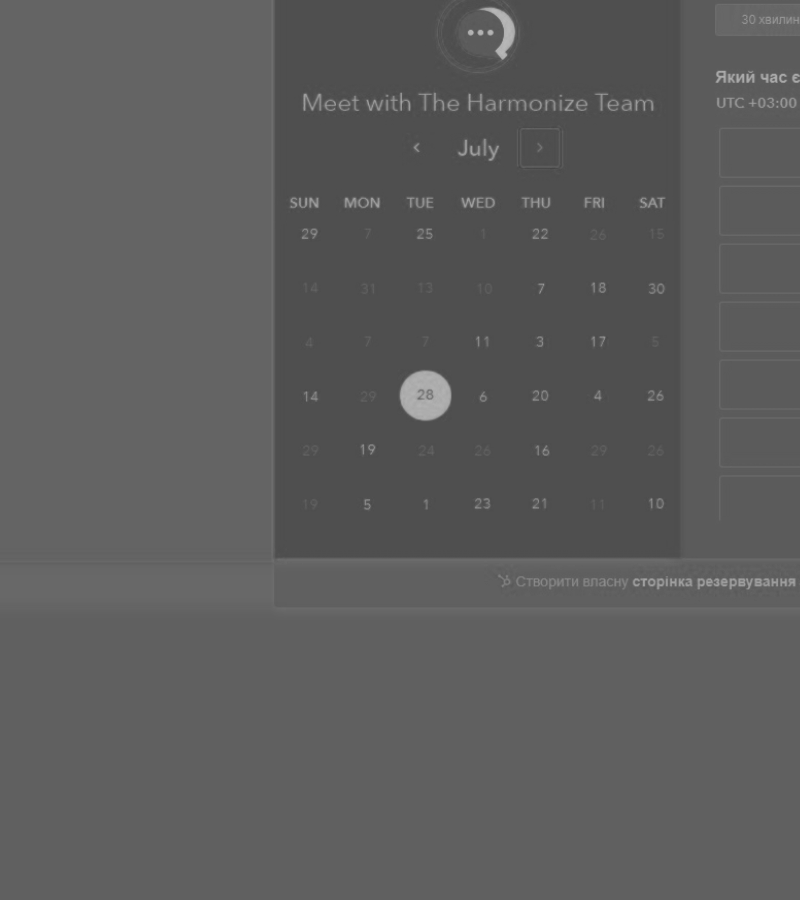 30 хвилин
Meet with The Harmonize Team
Який час є
UTC +03:00
July
SUN MON TUE WED THU FRI SAT
29 7 25 1 22 26 15
14 31 13 10 7 18 30
4 7 7 11 3 17 5
14 29 28 6 20 4 26
29 19 24 26 16 29 26
19 5 1 23 21 11 10
Створити власну сторінка резервування